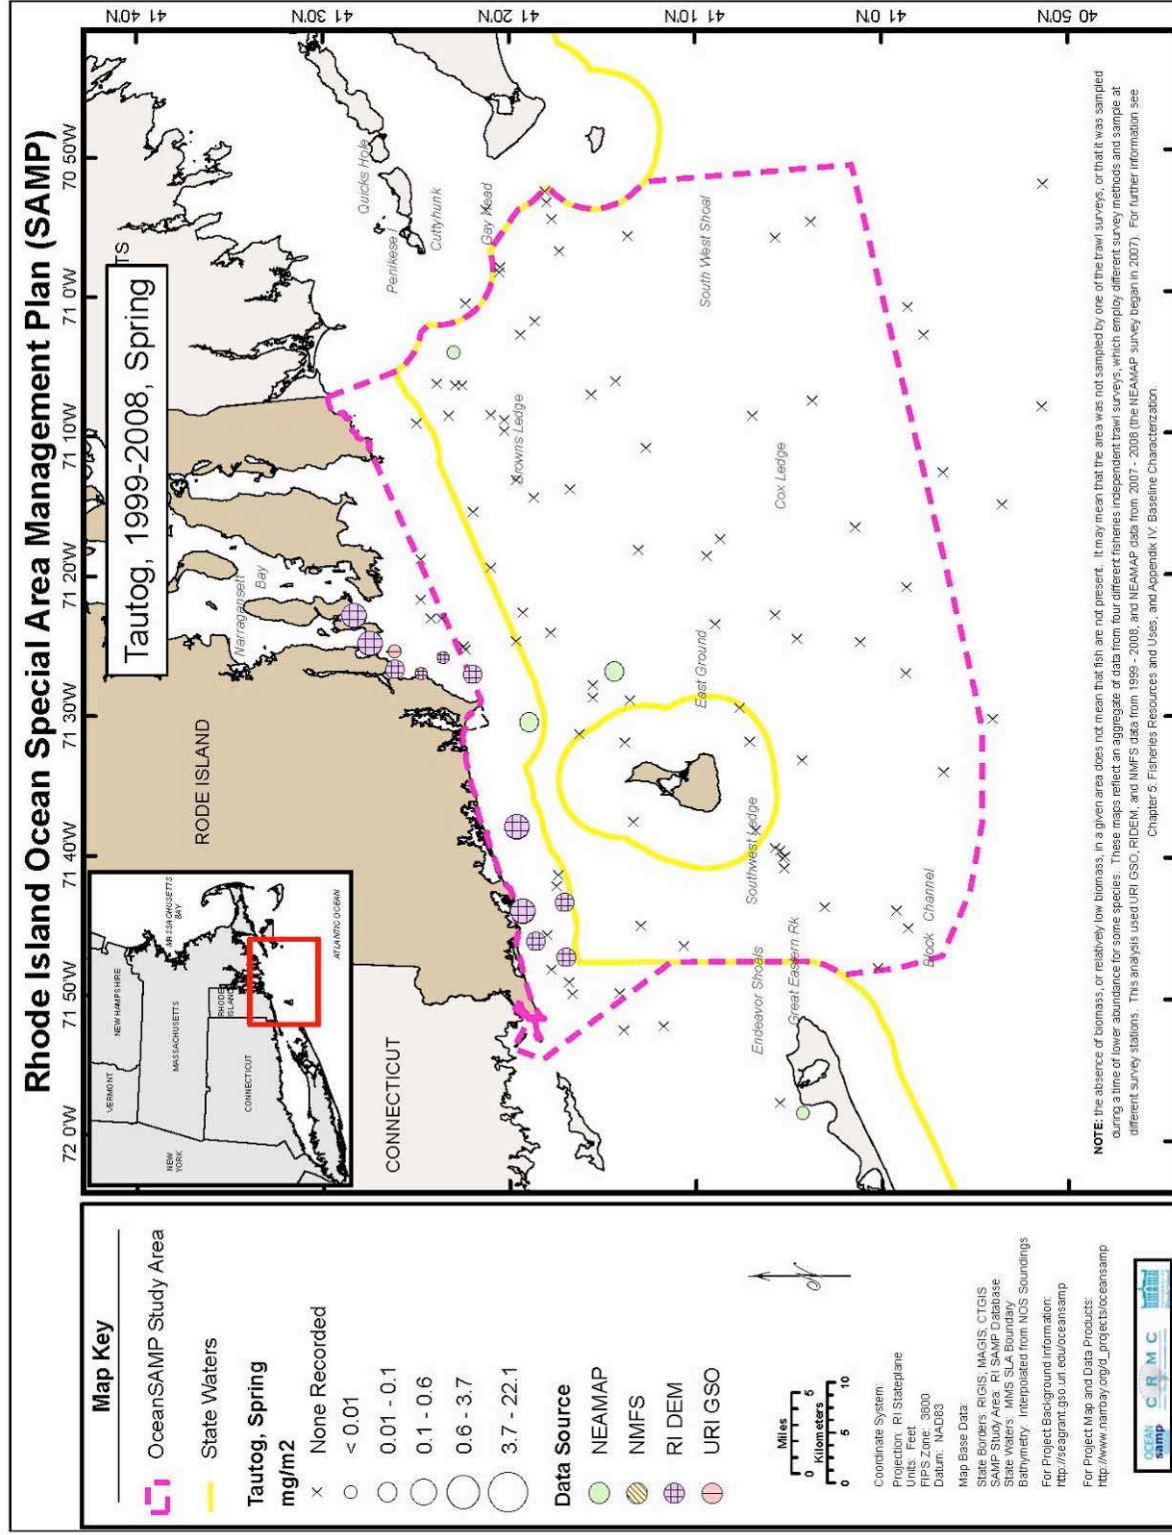 Rhode Island Ocean Special Area Management Plan (SAMP)
72 0'W
71 50'W
71 40'W
71 30'W
71 20'W
71 10'W
71 0'W
70 50'W
41 40'N
41 30'N
41 20'N
41 10'N
41 0'N
40 50'N
Tautog, 1999-2008, Spring
TS
VERMONT
NEW HAMPSHIRE
MASSACHUSETTS
MASSACHUSETTS
BAY
NEW
YORK
CONNECTICUT
RHODE
ISLAND
ATLANTIC OCEAN
RODE ISLAND
CONNECTICUT
Narragansett
Bay
Quicks Hole
Penikese
Cuttyhunk
Gay Head
Browns Ledge
South West Shoal
Cox Ledge
East Ground
Southwest Ledge
Endeavor Shoals
Great Eastern Rk
Block Channel
Map Key
OceanSAMP Study Area
State Waters
Tautog, Spring
mg/m2
None Recorded
< 0.01
0.01 - 0.1
0.1 - 0.6
0.6 - 3.7
3.7 - 22.1
Data Source
NEAMAP
NMFS
RI DEM
URI GSO
Miles
0 5
Kilometers
0 5 10
N
Coordinate System:
Projection: RI Stateplane
Units: Feet
FIPS Zone: 3800
Datum: NAD83
Map Base Data:
State Borders: RIGIS; MAGIS; CTGIS
SAMP Study Area: RI SAMP Database
State Waters: MMS SLA Boundary
Bathymetry: Interpolated from NOS Soundings
For Project Background Information:
http://seagrant.gso.uri.edu/oceansamp
For Project Map and Data Products:
http://www.narrbay.org/d_projects/oceansamp
OCEAN
samp
CRMC
NOTE: the absence of biomass, or relatively low biomass, in a given area does not mean that fish are not present. It may mean that the area was not sampled by one of the trawl surveys, or that it was sampled
during a time of lower abundance for some species. These maps reflect an aggregate of data from four different fisheries independent trawl surveys, which employ different survey methods and sample at
different survey stations. This analysis used URI GSO, RIDEM, and NMFS data from 1999 - 2008, and NEAMAP data from 2007 - 2008 (the NEAMAP survey began in 2007). For further information see
Chapter 5. Fisheries Resources and Uses, and Appendix IV. Baseline Characterization.